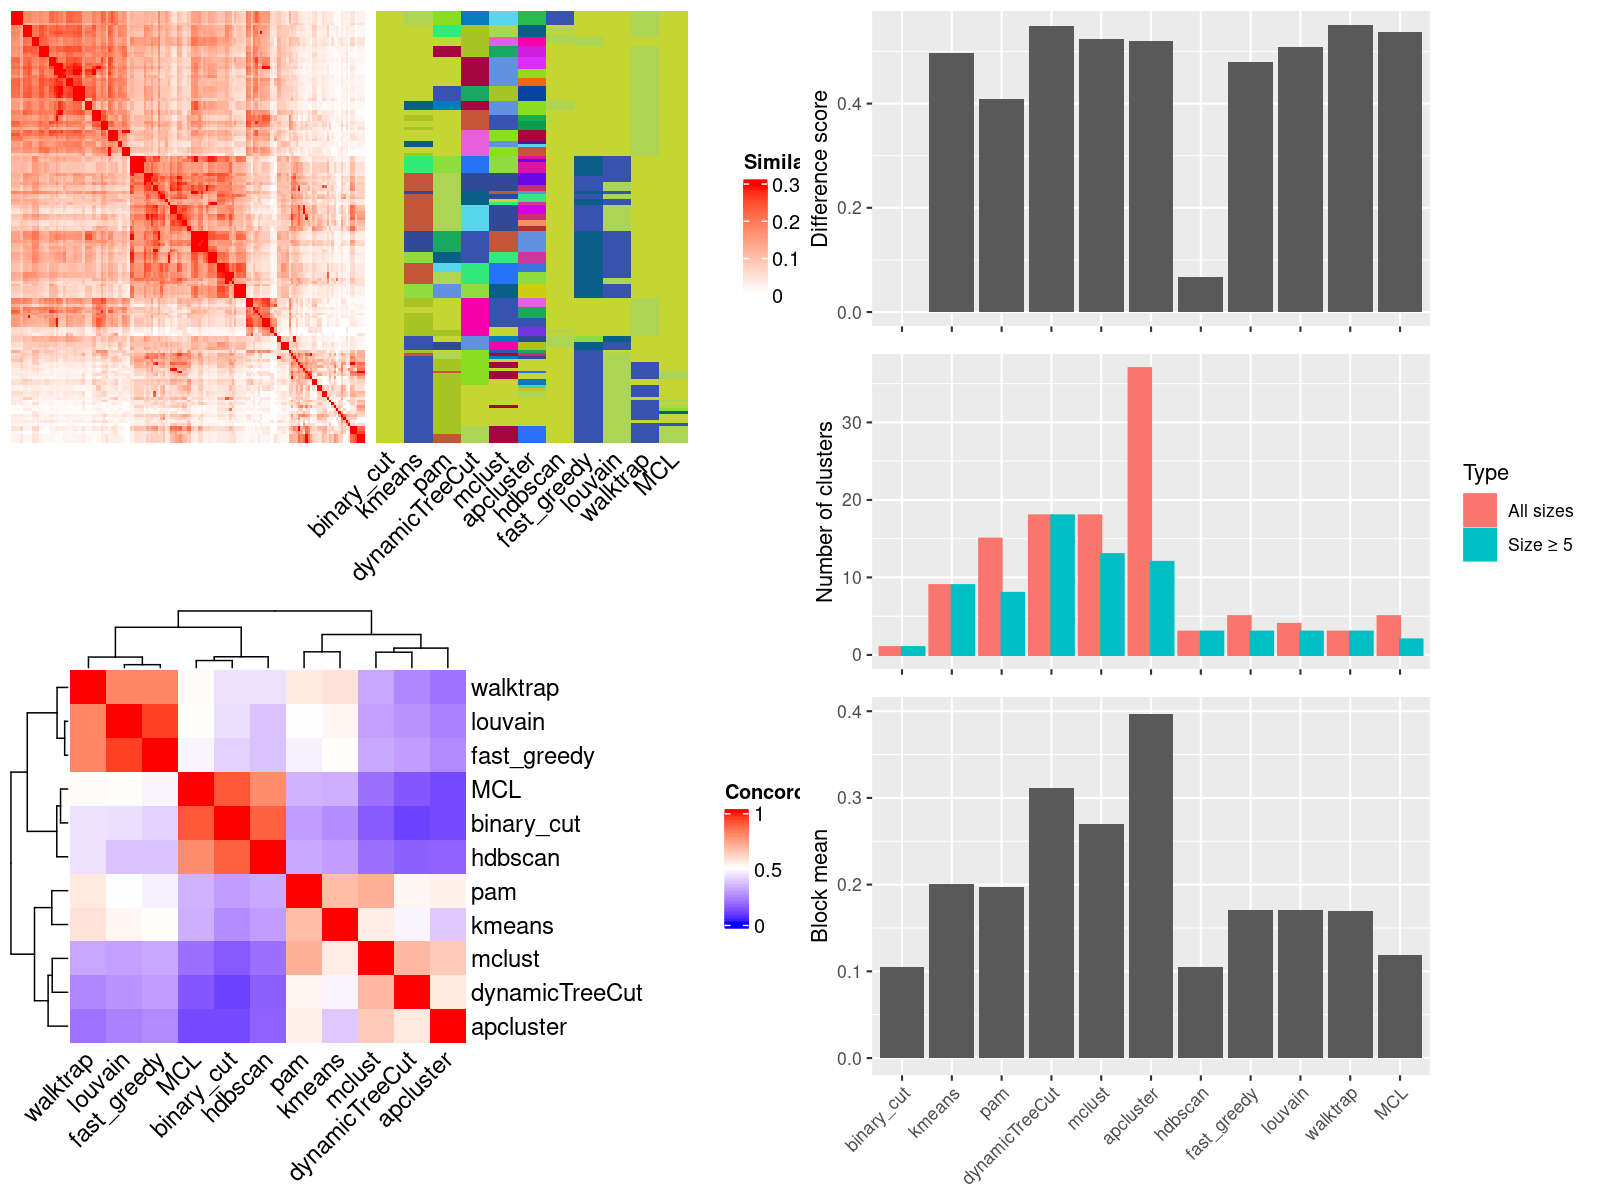 Simila
0.3
0.2
0.1
0
binary_cut
kmeans
pam
dynamicTreeCut
mclust
apcluster
hdbscan
fast_greedy
louvain
walktrap
MCL
walktrap
louvain
fast_greedy
MCL
binary_cut
hdbscan
pam
kmeans
mclust
dynamicTreeCut
apcluster
walktrap
louvain
fast_greedy
MCL
binary_cut
hdbscan
pam
kmeans
mclust
dynamicTreeCut
apcluster
Concord
1
0.5
0
Difference score
0.4
0.2
0.0
Number of clusters
30
20
10
0
Type
All sizes
Size ≥ 5
Block mean
0.4
0.3
0.2
0.1
0.0
binary_cut
kmeans
pam
dynamicTreeCut
mclust
apcluster
hdbscan
fast_greedy
louvain
walktrap
MCL